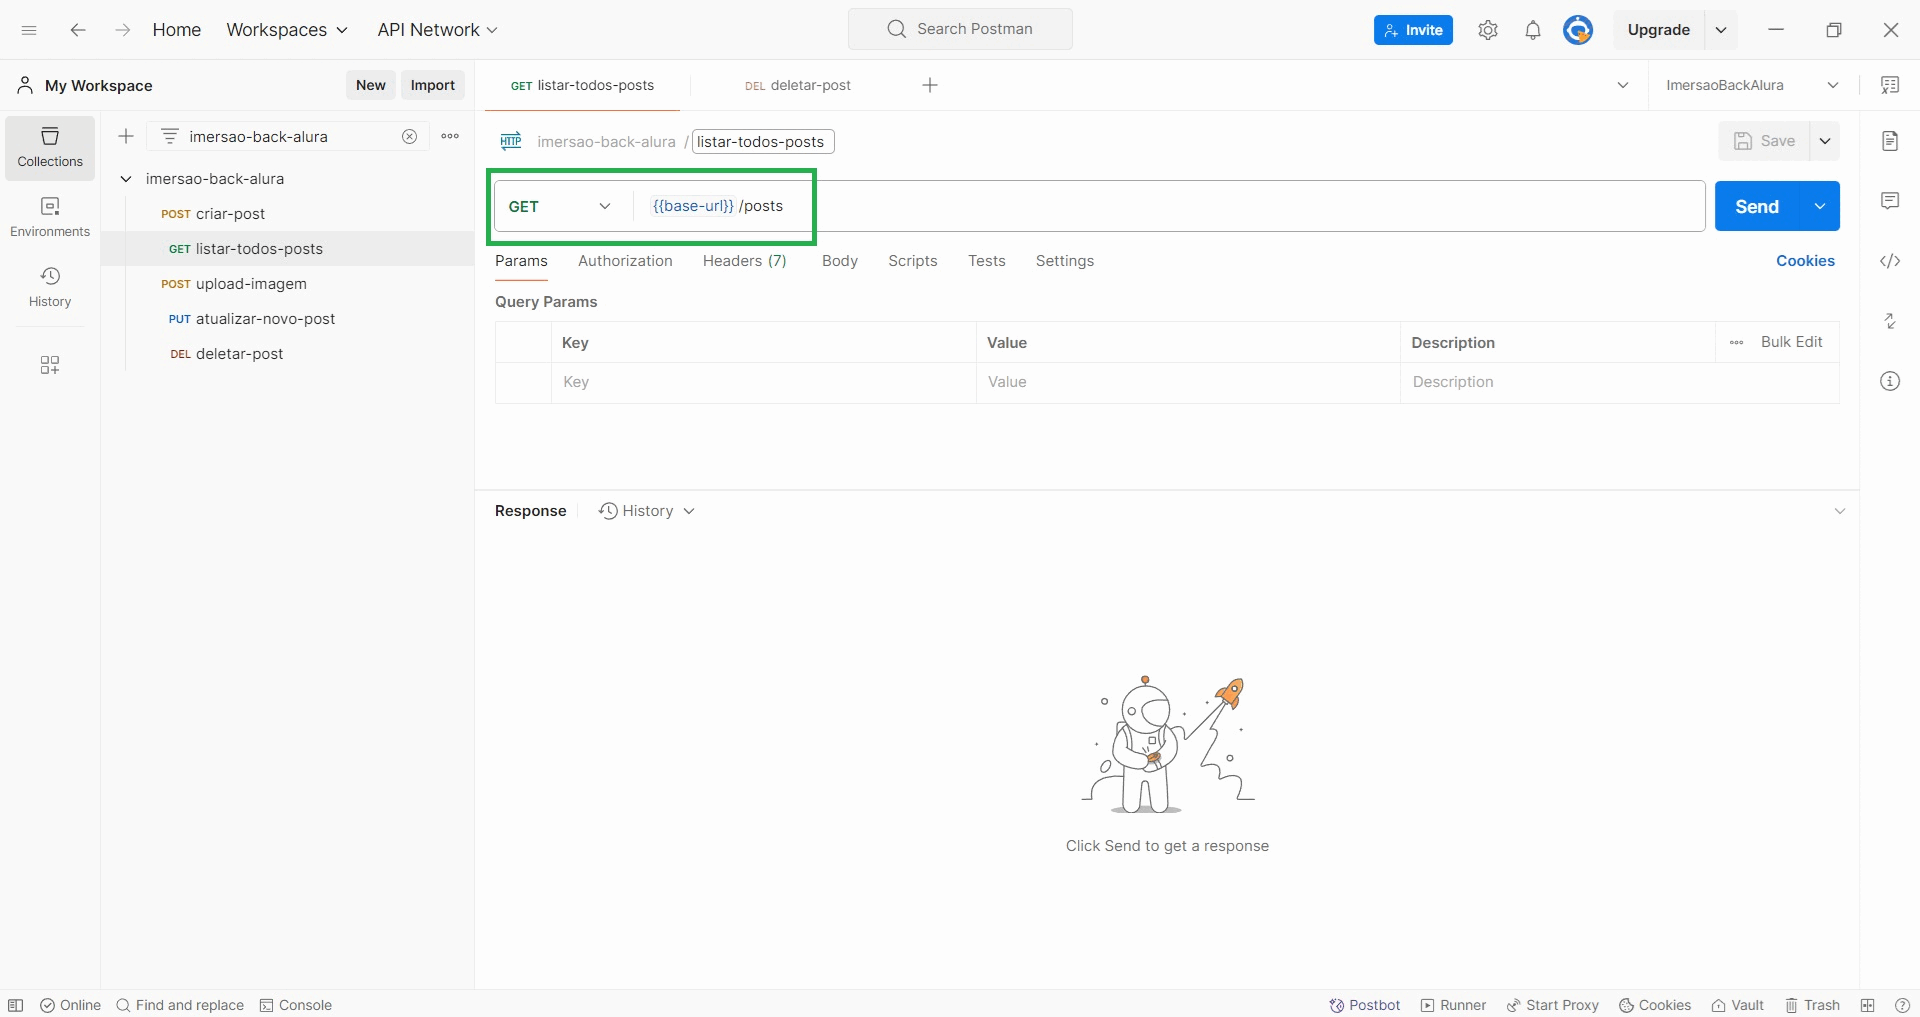 Home Workspaces API Network Search Postman Invite Upgrade
My Workspace New Import GET listar-todos-posts DEL deletar-post ImersaoBackAlura
imersao-back-alura
Collections
Environments
History
imersao-back-alura
POST criar-post
GET listar-todos-posts
POST upload-imagem
PUT atualizar-novo-post
DEL deletar-post
HTTP imersao-back-alura / listar-todos-posts Save
GET {{base-url}} /posts Send
Params Authorization Headers (7) Body Scripts Tests Settings Cookies
Query Params
Key Value Description Bulk Edit
Key Value Description
Response History
Click Send to get a response
Online Find and replace Console Postbot Runner Start Proxy Cookies Vault Trash